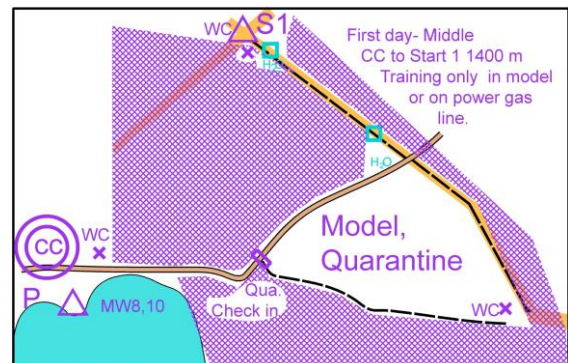 WC S1
First day- Middle
CC to Start 1 1400 m
Training only in model
or on power gas
line.
H₂O
H₂O
WC
CC
Model,
Quarantine
P
MW8,10
Qua.
Check in.
WC